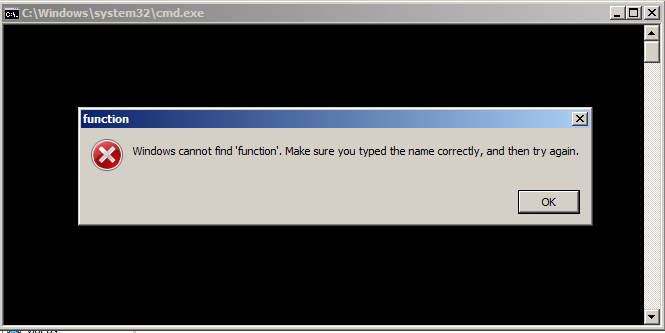 C:\Windows\system32\cmd.exe
function
Windows cannot find 'function'. Make sure you typed the name correctly, and then try again.
OK